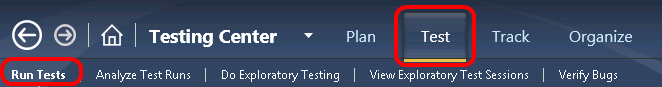 Testing Center Plan Test Track Organize
Run Tests Analyze Test Runs Do Exploratory Testing View Exploratory Test Sessions Verify Bugs